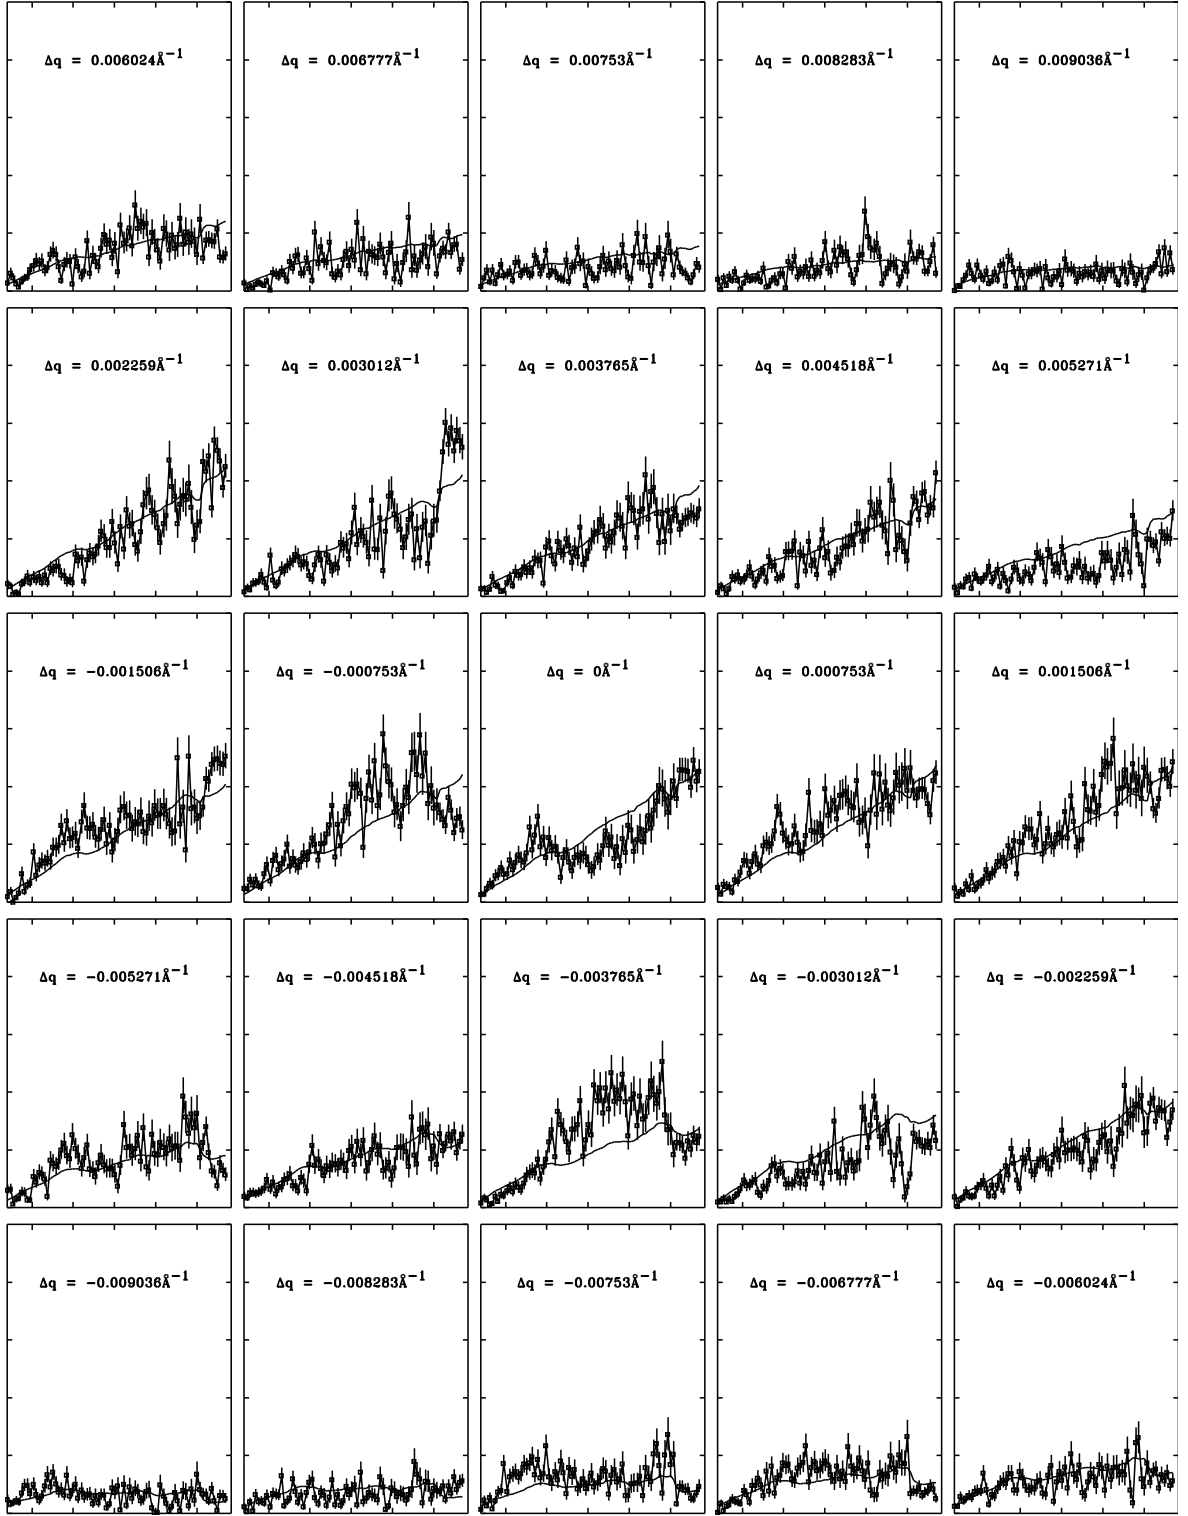 Δq = 0.006024Å⁻¹
Δq = 0.006777Å⁻¹
Δq = 0.00753Å⁻¹
Δq = 0.008283Å⁻¹
Δq = 0.009036Å⁻¹
Δq = 0.002259Å⁻¹
Δq = 0.003012Å⁻¹
Δq = 0.003765Å⁻¹
Δq = 0.004518Å⁻¹
Δq = 0.005271Å⁻¹
Δq = −0.001506Å⁻¹
Δq = −0.000753Å⁻¹
Δq = 0Å⁻¹
Δq = 0.000753Å⁻¹
Δq = 0.001506Å⁻¹
Δq = −0.005271Å⁻¹
Δq = −0.004518Å⁻¹
Δq = −0.003765Å⁻¹
Δq = −0.003012Å⁻¹
Δq = −0.002259Å⁻¹
Δq = −0.009036Å⁻¹
Δq = −0.008283Å⁻¹
Δq = −0.00753Å⁻¹
Δq = −0.006777Å⁻¹
Δq = −0.006024Å⁻¹